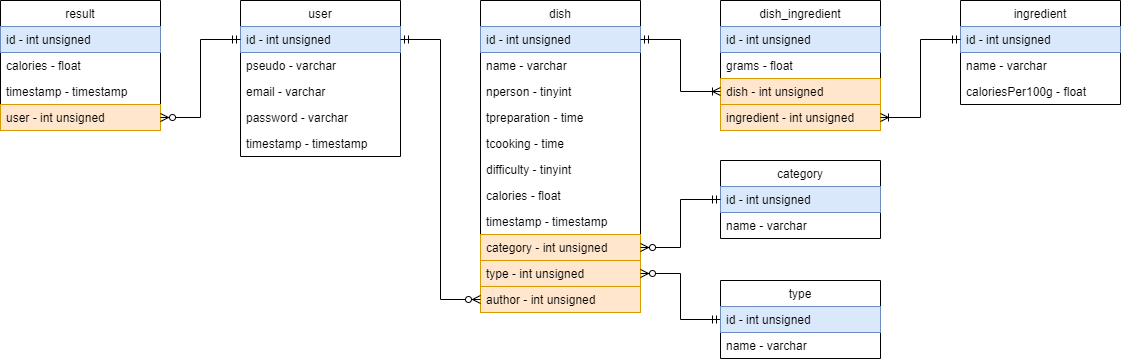 result
id - int unsigned
calories - float
timestamp - timestamp
user - int unsigned
user
id - int unsigned
pseudo - varchar
email - varchar
password - varchar
timestamp - timestamp
dish
id - int unsigned
name - varchar
nperson - tinyint
tpreparation - time
tcooking - time
difficulty - tinyint
calories - float
timestamp - timestamp
category - int unsigned
type - int unsigned
author - int unsigned
dish_ingredient
id - int unsigned
grams - float
dish - int unsigned
ingredient - int unsigned
ingredient
id - int unsigned
name - varchar
caloriesPer100g - float
category
id - int unsigned
name - varchar
type
id - int unsigned
name - varchar